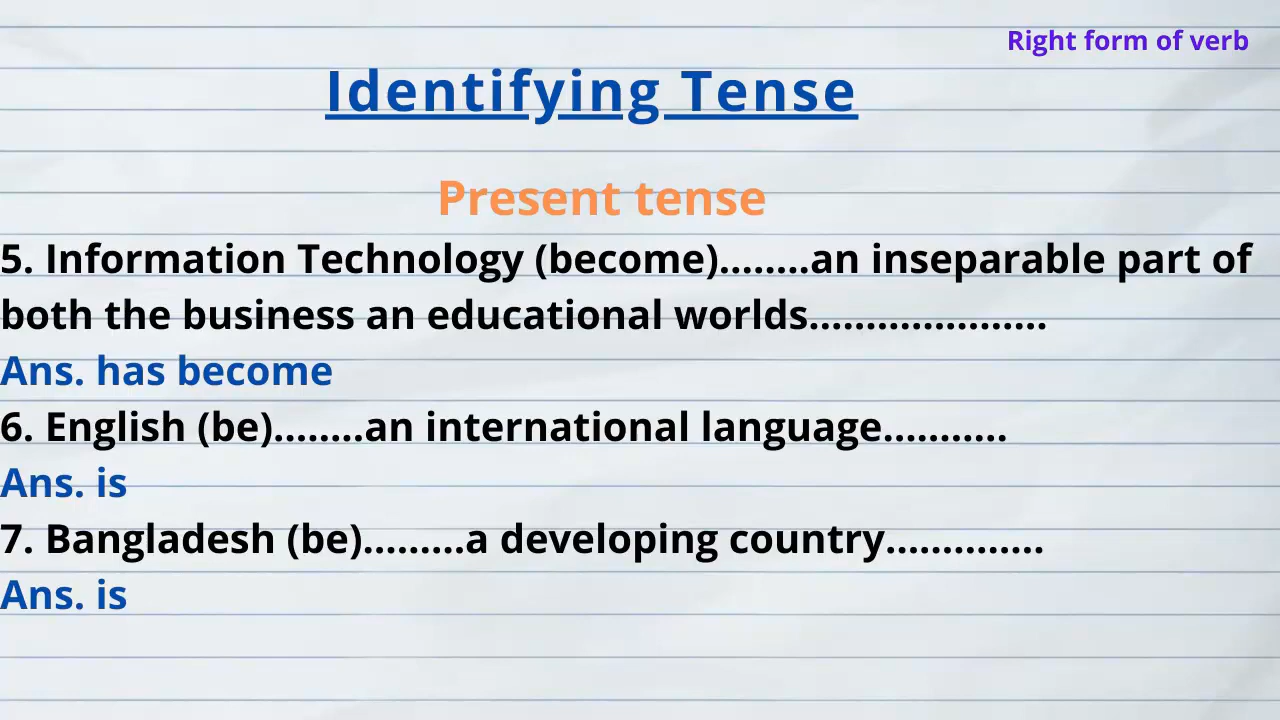 Right form of verb
Identifying Tense
Present tense
5. Information Technology (become)........an inseparable part of
both the business an educational worlds.....................
Ans. has become
6. English (be)........an international language...........
Ans. is
7. Bangladesh (be).........a developing country..............
Ans. is